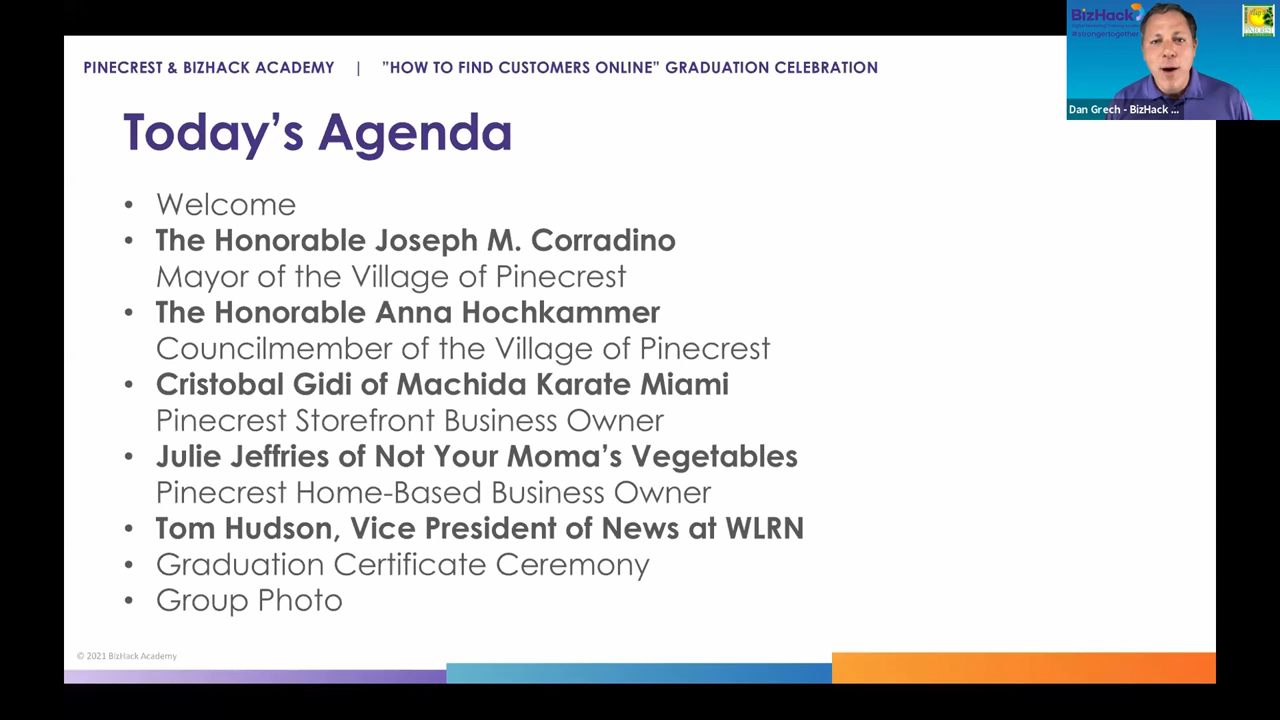 PINECREST & BIZHACK ACADEMY | "HOW TO FIND CUSTOMERS ONLINE" GRADUATION CELEBRATION
BizHack
#strongertogether
PINECREST
Dan Grech - BizHack ...
Today's Agenda
• Welcome
• The Honorable Joseph M. Corradino
Mayor of the Village of Pinecrest
• The Honorable Anna Hochkammer
Councilmember of the Village of Pinecrest
• Cristobal Gidi of Machida Karate Miami
Pinecrest Storefront Business Owner
• Julie Jeffries of Not Your Moma's Vegetables
Pinecrest Home-Based Business Owner
• Tom Hudson, Vice President of News at WLRN
• Graduation Certificate Ceremony
• Group Photo
© 2021 BizHack Academy